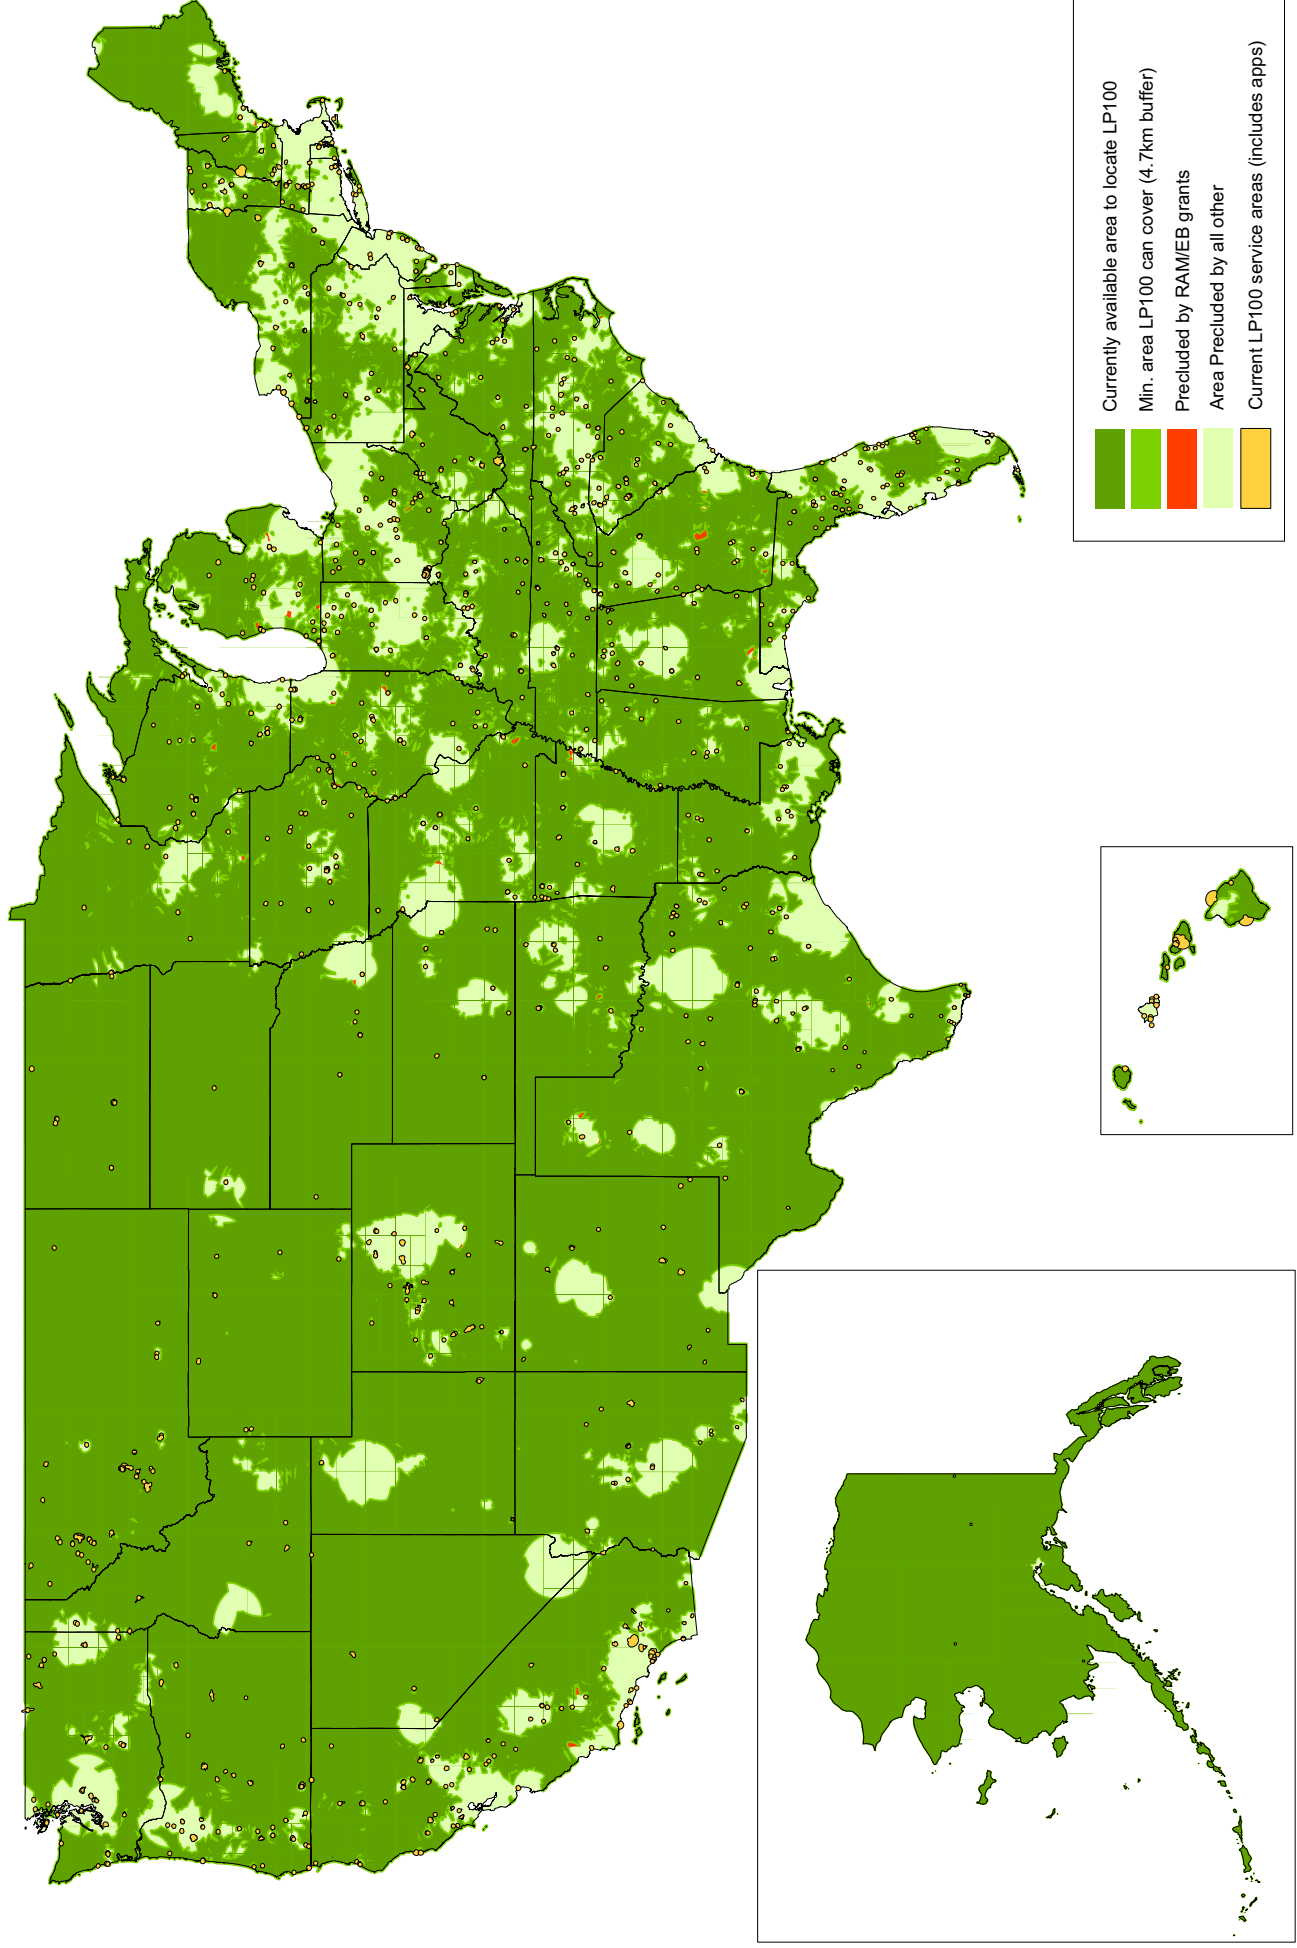 Currently available area to locate LP100
Min. area LP100 can cover (4.7km buffer)
Precluded by RAM/EB grants
Area Precluded by all other
Current LP100 service areas (includes apps)